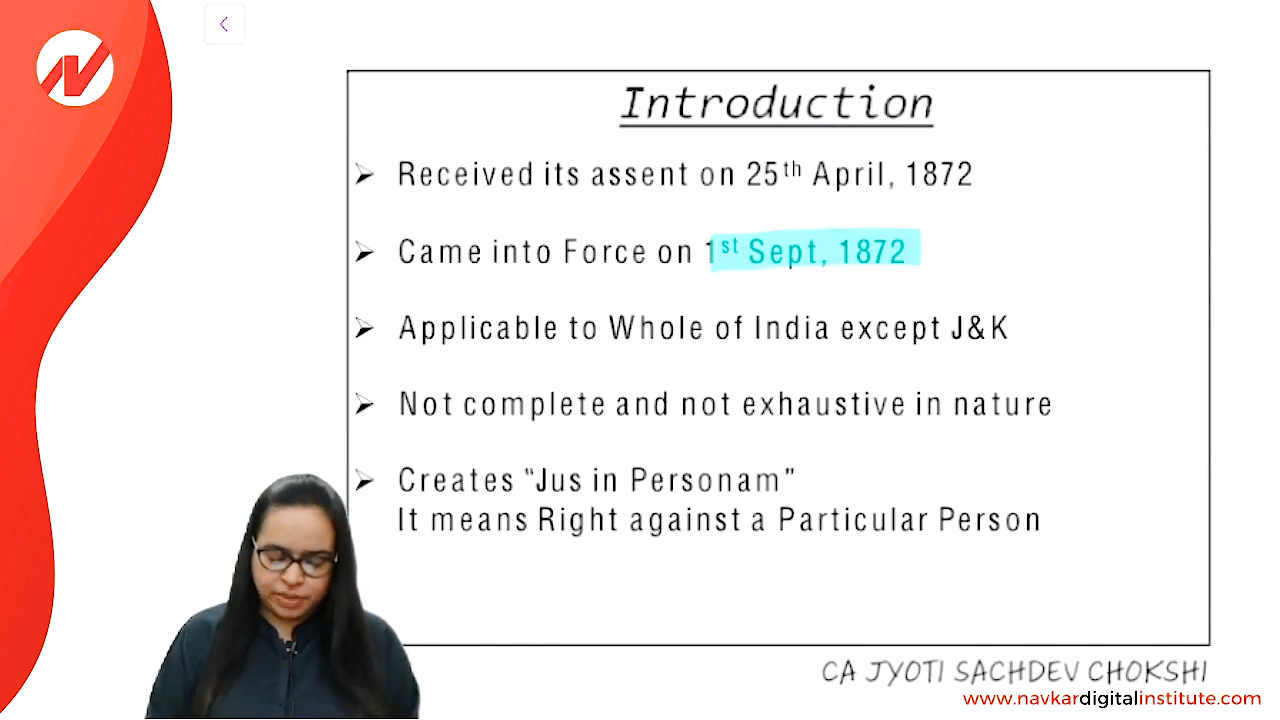 Introduction
➢ Received its assent on 25th April, 1872
➢ Came into Force on 1st Sept, 1872
➢ Applicable to Whole of India except J&K
➢ Not complete and not exhaustive in nature
➢ Creates "Jus in Personam"
It means Right against a Particular Person
CA JYOTI SACHDEV CHOKSHI
www.navkardigitalinstitute.com